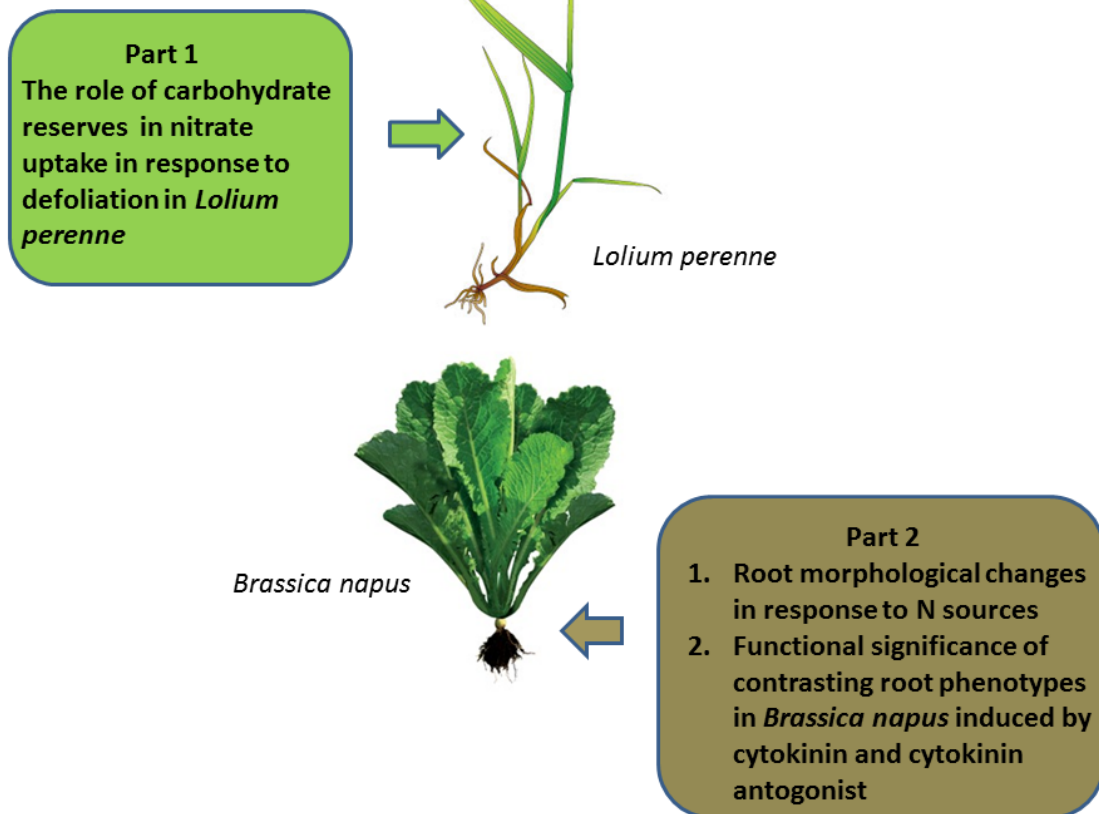 Part 1
The role of carbohydrate
reserves in nitrate
uptake in response to
defoliation in Lolium
perenne
Lolium perenne
Brassica napus
Part 2
1. Root morphological changes
in response to N sources
2. Functional significance of
contrasting root phenotypes
in Brassica napus induced by
cytokinin and cytokinin
antagonist